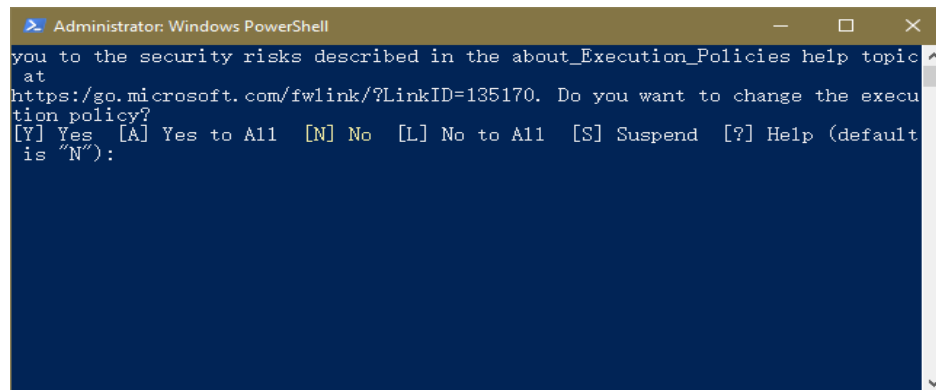 Administrator: Windows PowerShell
you to the security risks described in the about_Execution_Policies help topic
at
https:/go.microsoft.com/fwlink/?LinkID=135170. Do you want to change the execu
tion policy?
[Y] Yes  [A] Yes to All  [N] No  [L] No to All  [S] Suspend  [?] Help (default
is "N"):